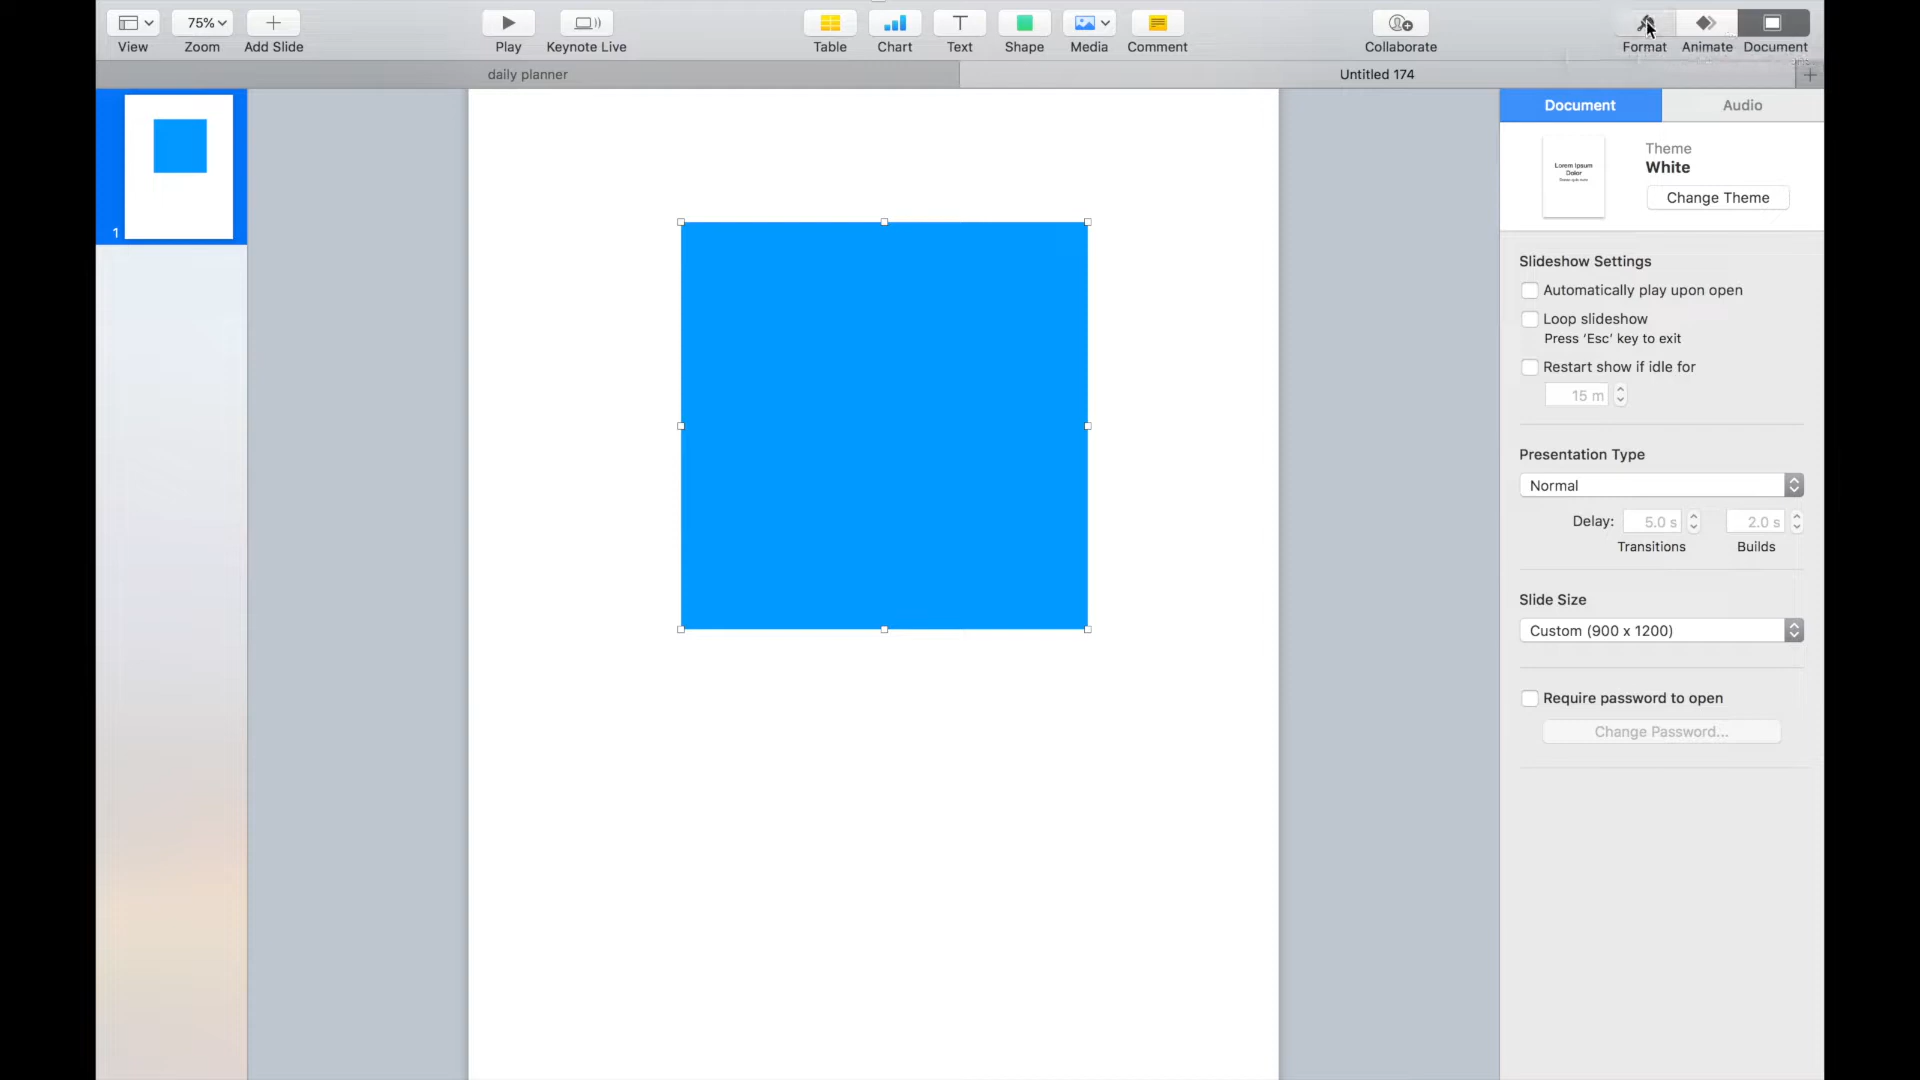 75%
View
Zoom
Add Slide
Play
Keynote Live
Table
Chart
Text
Shape
Media
Comment
Collaborate
Format
Animate
Document
daily planner
Untitled 174
1
Document
Audio
Lorem Ipsum
Dolor
Theme
White
Change Theme
Slideshow Settings
Automatically play upon open
Loop slideshow
Press ‘Esc’ key to exit
Restart show if idle for
15 m
Presentation Type
Normal
Delay:
5.0 s
2.0 s
Transitions
Builds
Slide Size
Custom (900 x 1200)
Require password to open
Change Password...